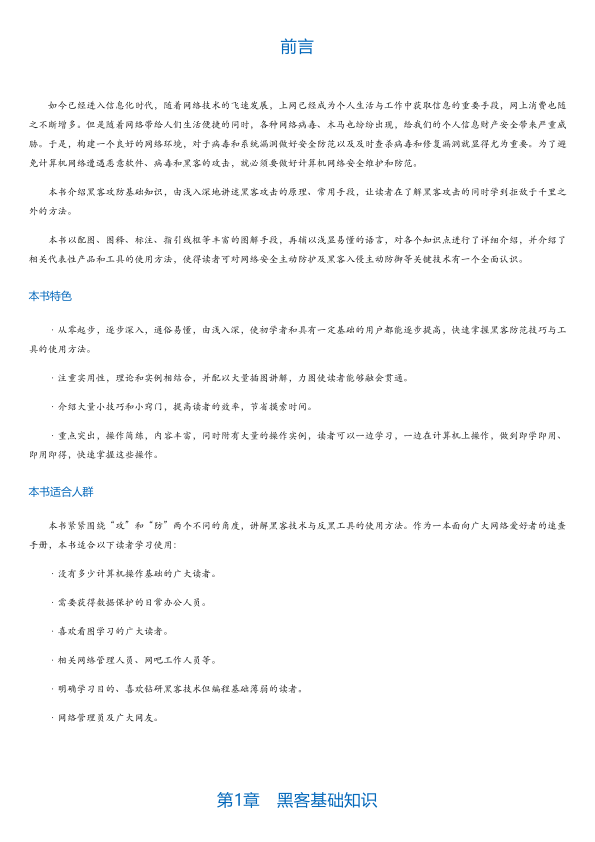 前言
如今已经进入信息化时代，随着网络技术的飞速发展，上网已经成为个人生活与工作中获取信息的重要手段，网上消费也随
之不断增多。但是随着网络带给人们生活便捷的同时，各种网络病毒、木马也纷纷出现，给我们的个人信息财产安全带来严重威
胁。于是，构建一个良好的网络环境，对于病毒和系统漏洞做好安全防范以及及时查杀病毒和修复漏洞就显得尤为重要。为了避
免计算机网络遭遇恶意软件、病毒和黑客的攻击，就必须要做好计算机网络安全维护和防范。
本书介绍黑客攻防基础知识，由浅入深地讲述黑客攻击的原理、常用手段，让读者在了解黑客攻击的同时学到拒敌于千里之
外的方法。
本书以配图、图释、标注、指引线框等丰富的图解手段，再辅以浅显易懂的语言，对各个知识点进行了详细介绍，并介绍了
相关代表性产品和工具的使用方法，使得读者可对网络安全主动防护及黑客入侵主动防御等关键技术有一个全面认识。
本书特色
·从零起步，逐步深入，通俗易懂，由浅入深，使初学者和具有一定基础的用户都能逐步提高，快速掌握黑客防范技巧与工
具的使用方法。
·注重实用性，理论和实例相结合，并配以大量插图讲解，力图使读者能够融会贯通。
·介绍大量小技巧和小窍门，提高读者的效率，节省摸索时间。
·重点突出，操作简练，内容丰富，同时附有大量的操作实例，读者可以一边学习，一边在计算机上操作，做到即学即用、
即用即得，快速掌握这些操作。
本书适合人群
本书紧紧围绕“攻”和“防”两个不同的角度，讲解黑客技术与反黑工具的使用方法。作为一本面向广大网络爱好者的速查
手册，本书适合以下读者学习使用：
·没有多少计算机操作基础的广大读者。
·需要获得数据保护的日常办公人员。
·喜欢看图学习的广大读者。
·相关网络管理人员、网吧工作人员等。
·明确学习目的、喜欢钻研黑客技术但编程基础薄弱的读者。
·网络管理员及广大网友。
第1章　黑客基础知识